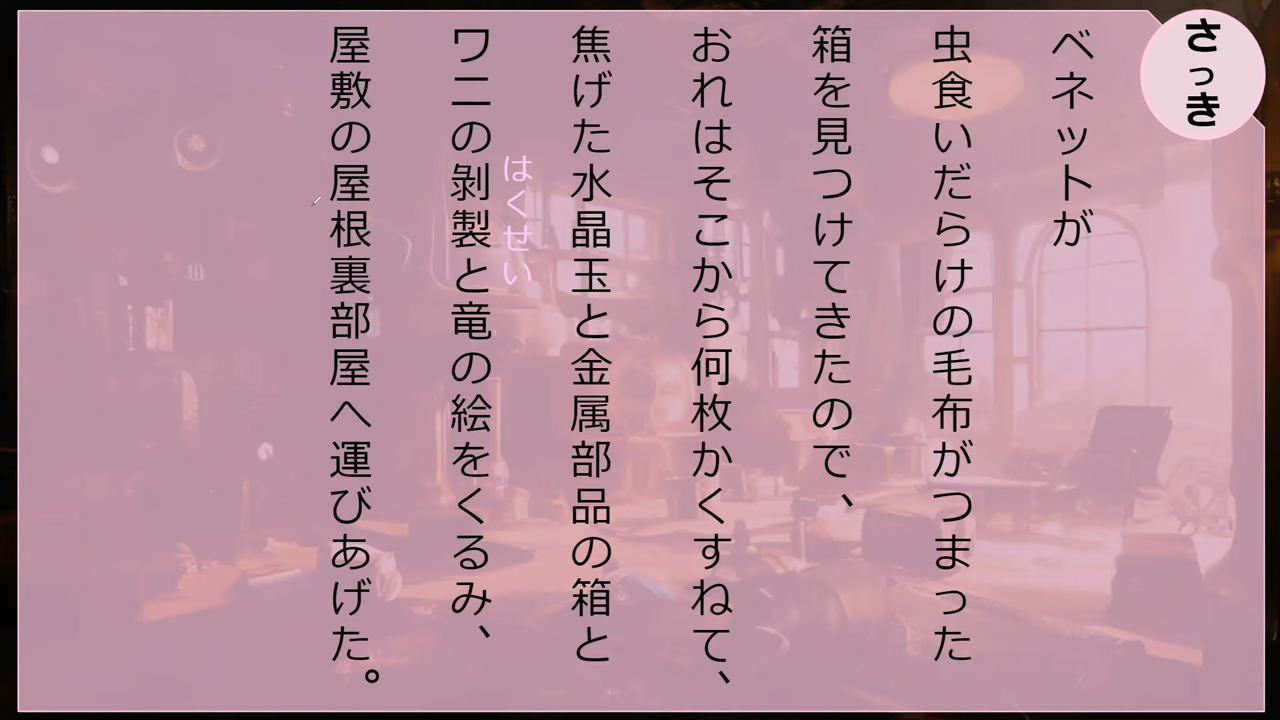 さっき
ベネットが
虫食いだらけの毛布がつまった
箱を見つけてきたので、
おれはそこから何枚かくすねて、
焦げた水晶玉と金属部品の箱と
はくせい
ワニの剝製と竜の絵をくるみ、
屋敷の屋根裏部屋へ運びあげた。